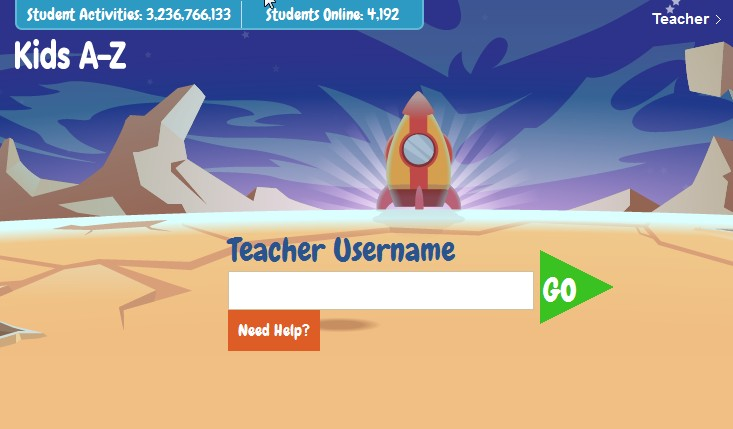 Student Activities: 3,236,766,133 Students Online: 4,192
Teacher
Kids A-Z
Teacher Username
GO
Need Help?